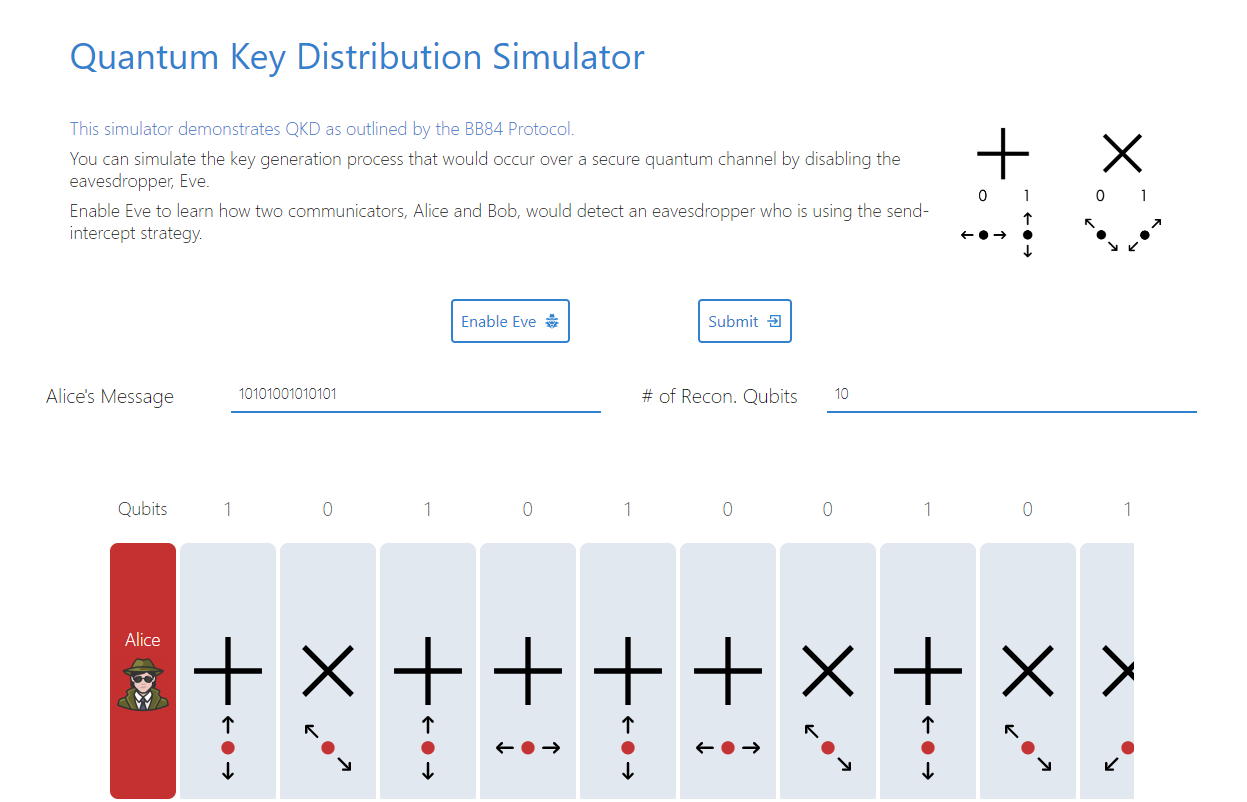 Quantum Key Distribution Simulator
This simulator demonstrates QKD as outlined by the BB84 Protocol.
You can simulate the key generation process that would occur over a secure quantum channel by disabling the
eavesdropper, Eve.
Enable Eve to learn how two communicators, Alice and Bob, would detect an eavesdropper who is using the send-
intercept strategy.
0 1 0 1
Enable Eve Submit
Alice's Message 10101001010101 # of Recon. Qubits 10
Qubits 1 0 1 0 1 0 0 1 0 1
Alice